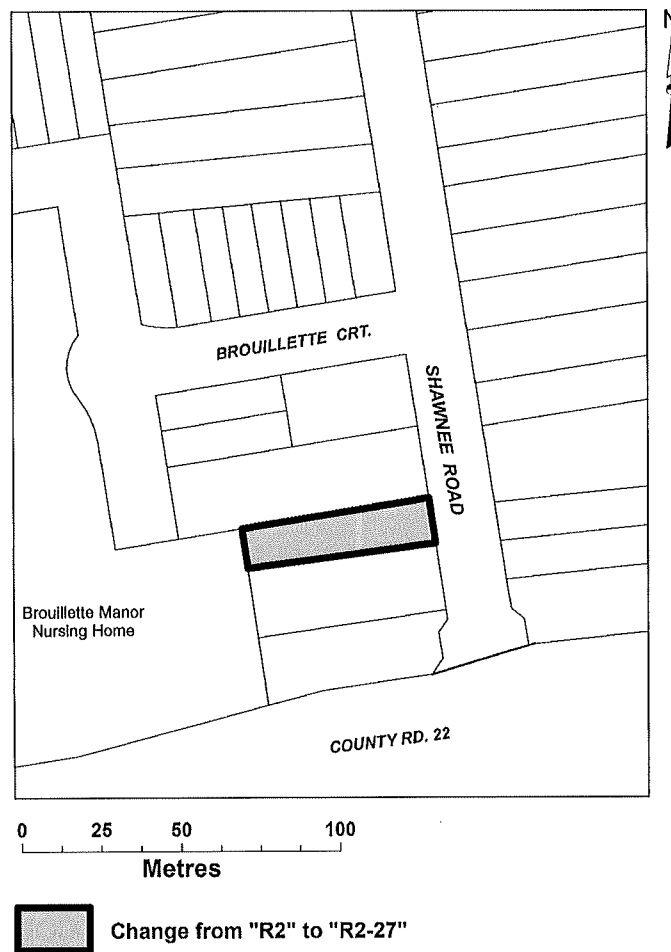 N
BROUILLETTE CRT.
SHAWNEE ROAD
Brouillette Manor
Nursing Home
COUNTY RD. 22
0 25 50 100
Metres
Change from "R2" to "R2-27"